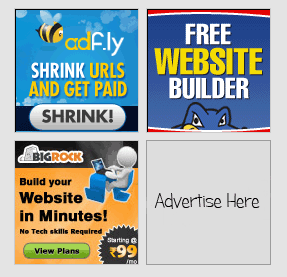 adf.ly
SHRINK URLS
AND GET PAID
SHRINK!
FREE
WEBSITE
BUILDER
BIGROCK
Build your
Website
in Minutes!
No Tech skills Required
View Plans
Starting @
₹99
/mo
Advertise Here